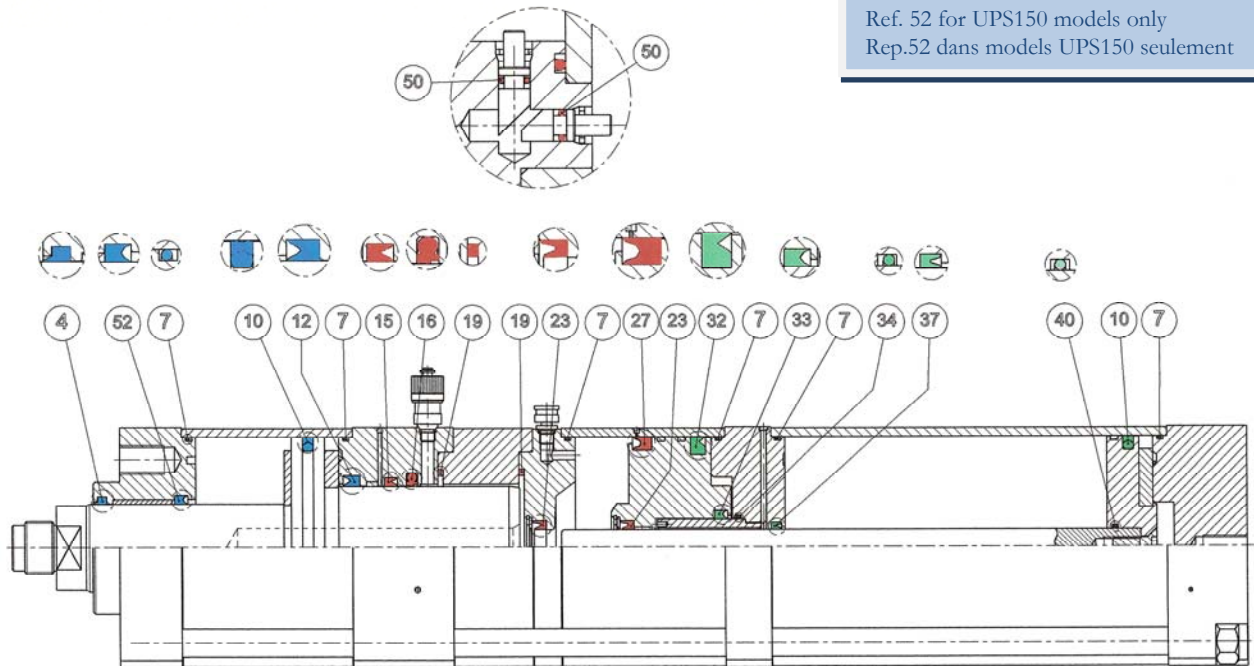 Ref. 52 for UPS150 models only
Rep.52 dans models UPS150 seulement
50
50
4 52 7 10 12 7 15 16 19 19 23 7 27 23 32 7 33 7 34 37 40 10 7